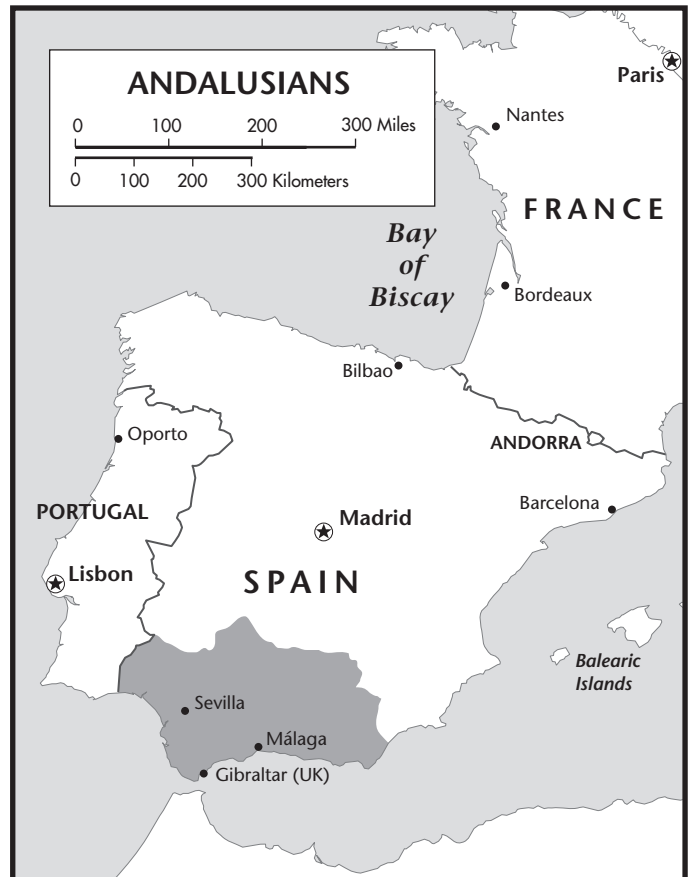 ANDALUSIANS
0 100 200 300 Miles
0 100 200 300 Kilometers
Paris
Nantes
FRANCE
Bay
of
Biscay
Bordeaux
Bilbao
Oporto
ANDORRA
PORTUGAL
Barcelona
Madrid
Lisbon
SPAIN
Balearic
Islands
Sevilla
Málaga
Gibraltar (UK)